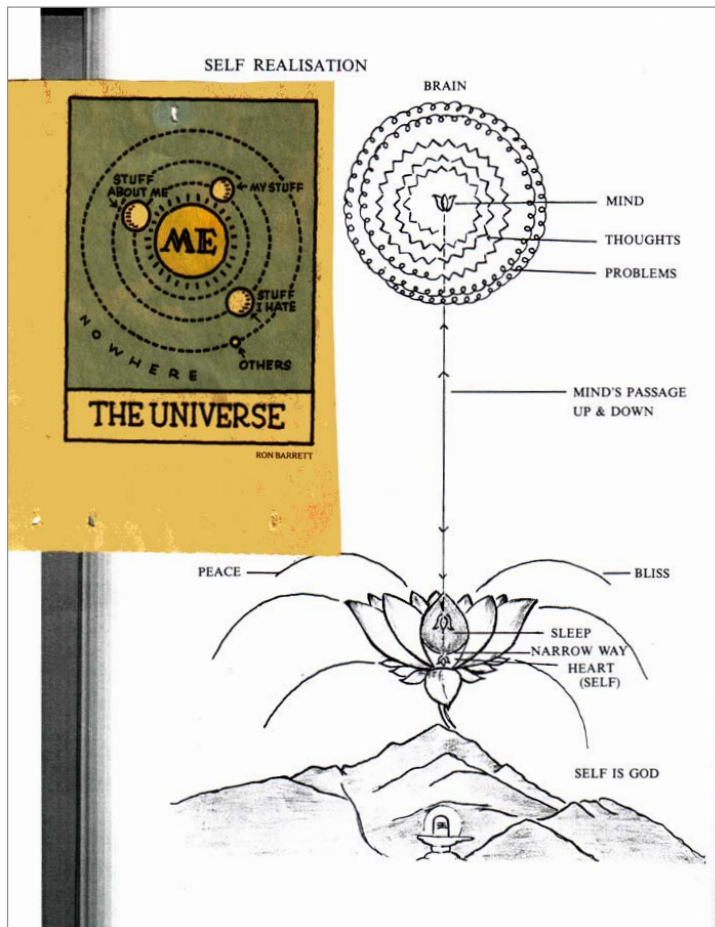 SELF REALISATION
STUFF
ABOUT ME
MY STUFF
ME
STUFF
I HATE
OTHERS
NOWHERE
THE UNIVERSE
RON BARRETT
BRAIN
MIND
THOUGHTS
PROBLEMS
MIND'S PASSAGE
UP & DOWN
PEACE
BLISS
SLEEP
NARROW WAY
HEART
(SELF)
SELF IS GOD